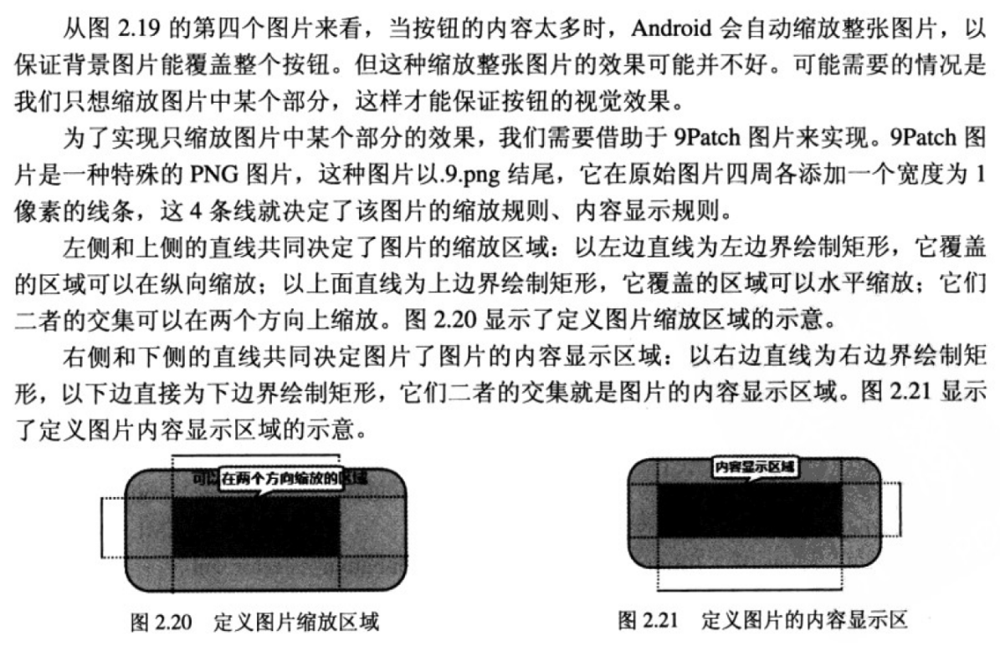 从图 2.19 的第四个图片来看，当按钮的内容太多时，Android 会自动缩放整张图片，以
保证背景图片能覆盖整个按钮。但这种缩放整张图片的效果可能并不好。可能需要的情况是
我们只想缩放图片中某个部分，这样才能保证按钮的视觉效果。
为了实现只缩放图片中某个部分的效果，我们需要借助于 9Patch 图片来实现。9Patch 图
片是一种特殊的 PNG 图片，这种图片以.9.png 结尾，它在原始图片四周各添加一个宽度为 1
像素的线条，这 4 条线就决定了该图片的缩放规则、内容显示规则。
左侧和上侧的直线共同决定了图片的缩放区域：以左边直线为左边界绘制矩形，它覆盖
的区域可以在纵向缩放；以上面直线为上边界绘制矩形，它覆盖的区域可以水平缩放；它们
二者的交集可以在两个方向上缩放。图 2.20 显示了定义图片缩放区域的示意。
右侧和下侧的直线共同决定图片了图片的内容显示区域：以右边直线为右边界绘制矩
形，以下边直接为下边界绘制矩形，它们二者的交集就是图片的内容显示区域。图 2.21 显示
了定义图片内容显示区域的示意。
可以在两个方向缩放的区域
内容显示区域
图 2.20 定义图片缩放区域
图 2.21 定义图片的内容显示区